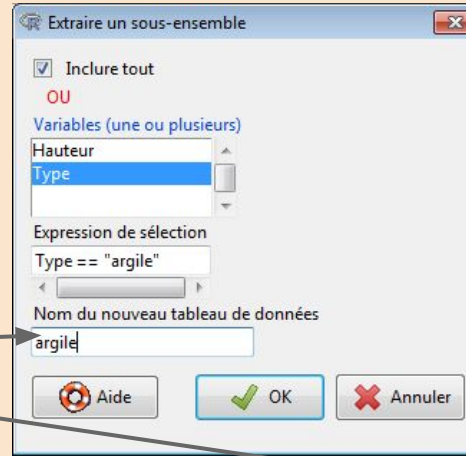 Extraire un sous-ensemble
Inclure tout
OU
Variables (une ou plusieurs)
Hauteur
Type
Expression de sélection
Type == "argile"
Nom du nouveau tableau de données
argile
Aide
OK
Annuler